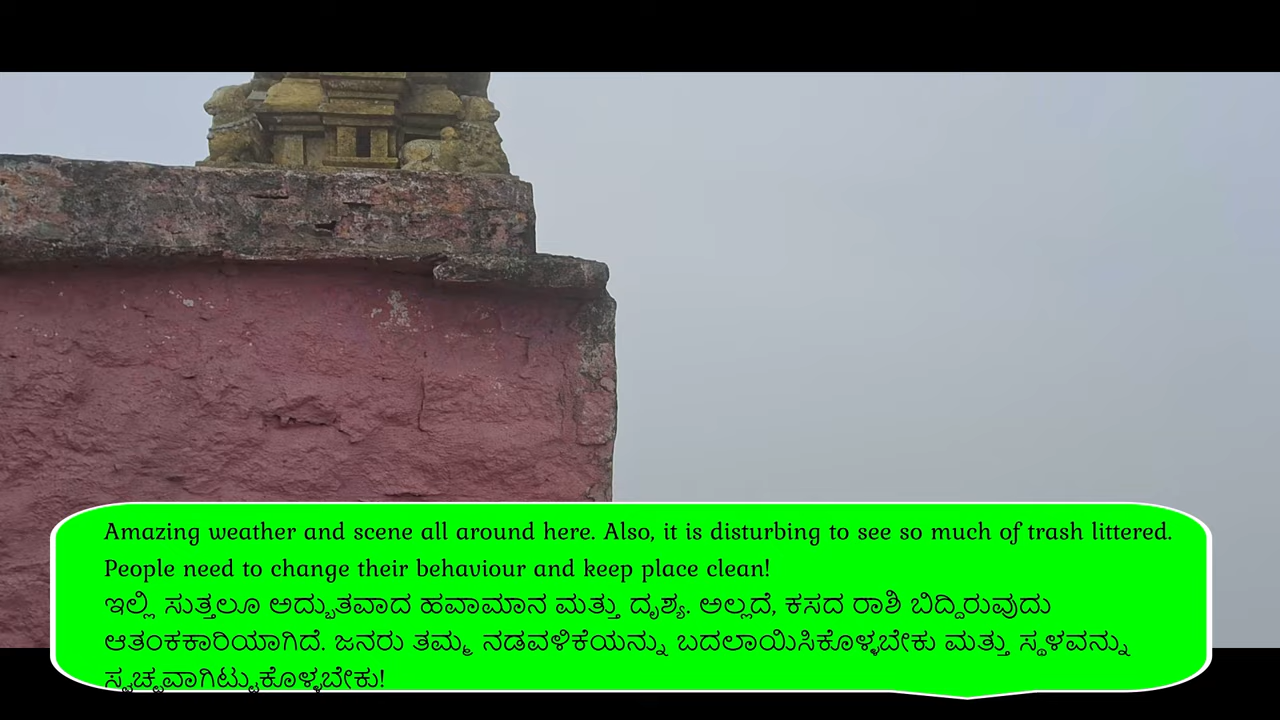 Amazing weather and scene all around here. Also, it is disturbing to see so much of trash littered.
People need to change their behaviour and keep place clean!
ಇಲ್ಲಿ ಸುತ್ತಲೂ ಅದ್ಭುತವಾದ ಹವಾಮಾನ ಮತ್ತು ದೃಶ್ಯ. ಅಲ್ಲದೆ, ಕಸದ ರಾಶಿ ಬಿದ್ದಿರುವುದು
ಆತಂಕಕಾರಿಯಾಗಿದೆ. ಜನರು ತಮ್ಮ ನಡವಳಿಕೆಯನ್ನು ಬದಲಾಯಿಸಿಕೊಳ್ಳಬೇಕು ಮತ್ತು ಸ್ಥಳವನ್ನು
ಸ್ವಚ್ಛವಾಗಿಟ್ಟುಕೊಳ್ಳಬೇಕು!